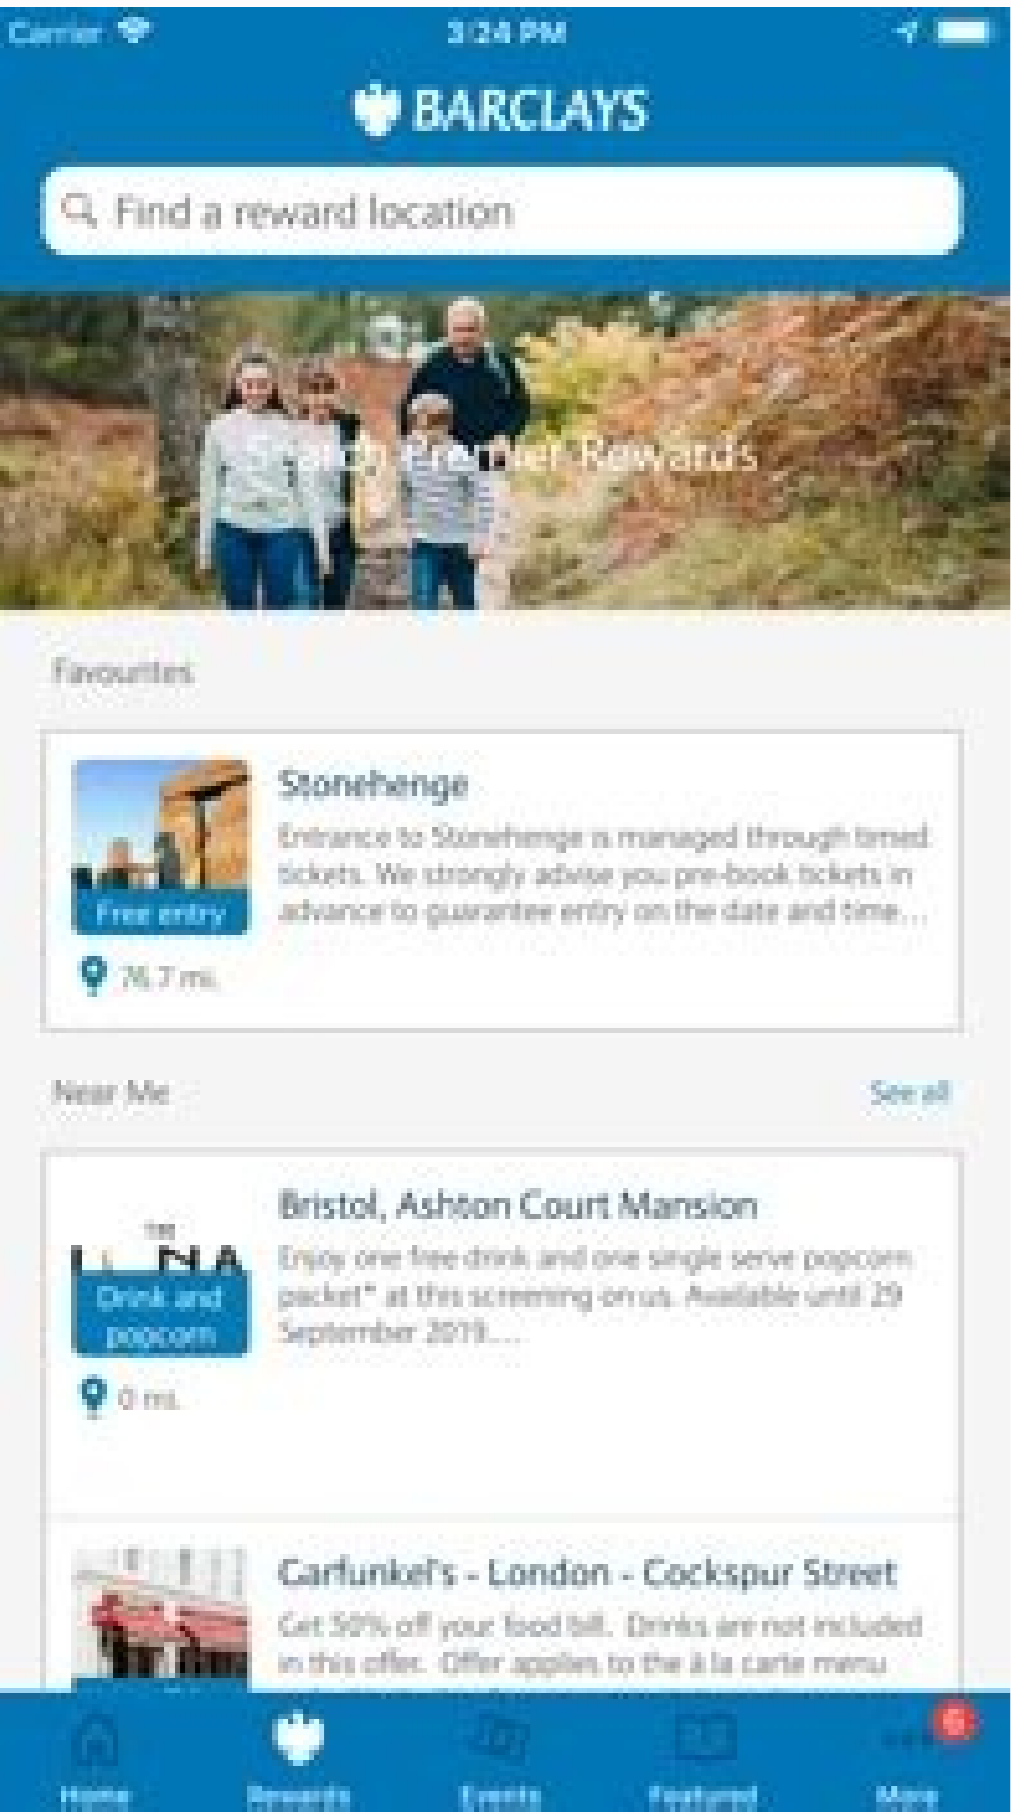 Carrier
3:24 PM
BARCLAYS
Find a reward location
Premier Rewards
Favourites
Stonehenge
Entrance to Stonehenge is managed through timed
tickets. We strongly advise you pre-book tickets in
advance to guarantee entry on the date and time...
Free entry
76.7 mi.
Near Me
See all
Bristol, Ashton Court Mansion
Enjoy one free drink and one single serve popcorn
packet* at this screening on us. Available until 29
September 2019....
THE
Drink and
popcorn
0 mi.
Garfunkel's - London - Cockspur Street
Get 50% off your food bill. Drinks are not included
in this offer. Offer applies to the à la carte menu
6
Home
Rewards
Events
Featured
More